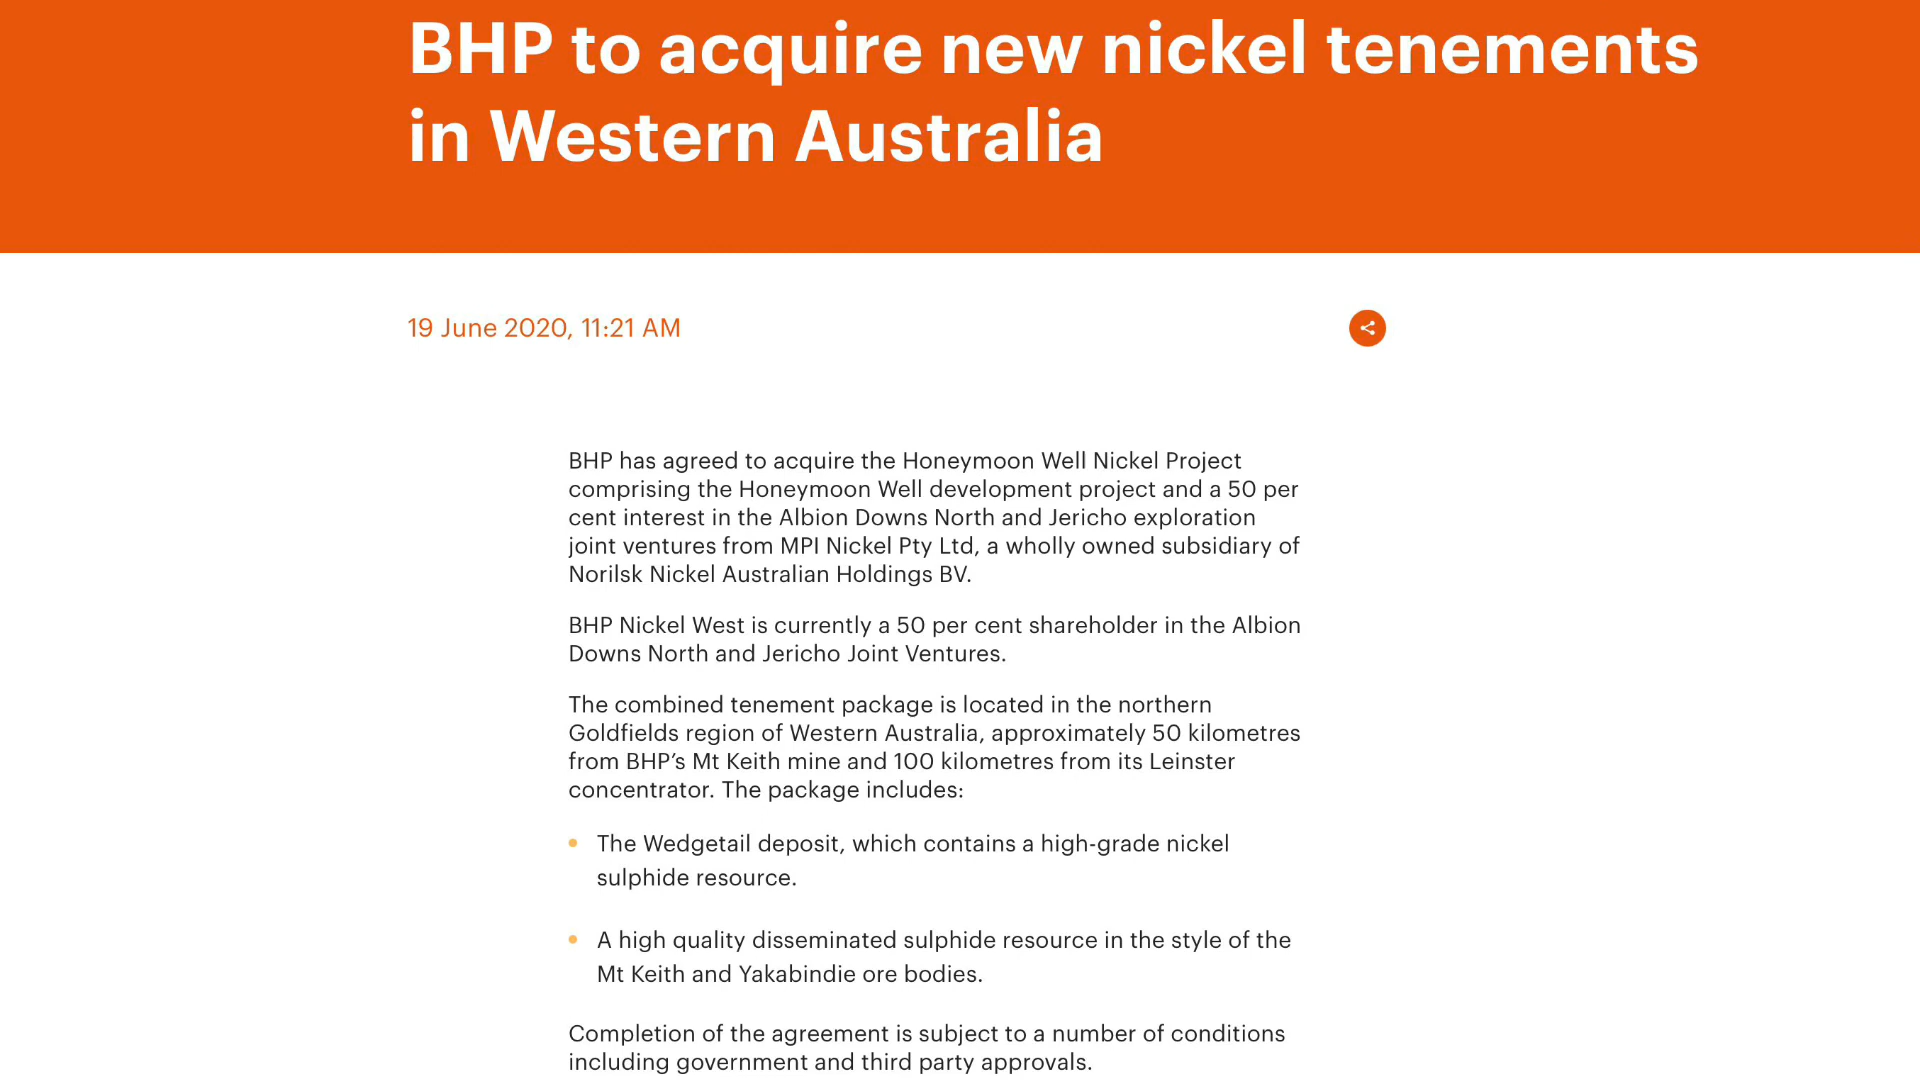 BHP to acquire new nickel tenements
in Western Australia
19 June 2020, 11:21 AM
BHP has agreed to acquire the Honeymoon Well Nickel Project
comprising the Honeymoon Well development project and a 50 per
cent interest in the Albion Downs North and Jericho exploration
joint ventures from MPI Nickel Pty Ltd, a wholly owned subsidiary of
Norilsk Nickel Australian Holdings BV.
BHP Nickel West is currently a 50 per cent shareholder in the Albion
Downs North and Jericho Joint Ventures.
The combined tenement package is located in the northern
Goldfields region of Western Australia, approximately 50 kilometres
from BHP’s Mt Keith mine and 100 kilometres from its Leinster
concentrator. The package includes:
• The Wedgetail deposit, which contains a high-grade nickel
sulphide resource.
• A high quality disseminated sulphide resource in the style of the
Mt Keith and Yakabindie ore bodies.
Completion of the agreement is subject to a number of conditions
including government and third party approvals.